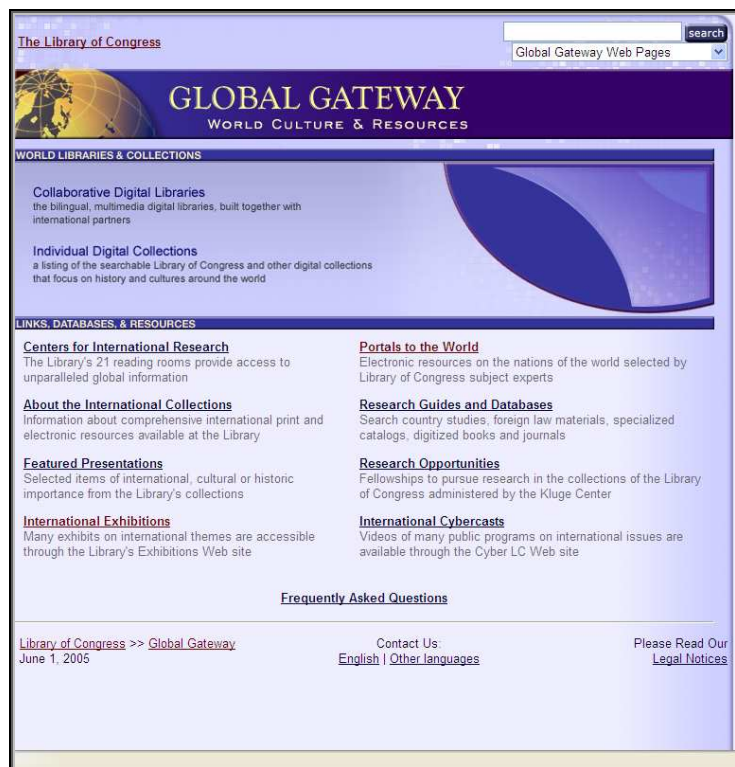 The Library of Congress
search
Global Gateway Web Pages
GLOBAL GATEWAY
WORLD CULTURE & RESOURCES
WORLD LIBRARIES & COLLECTIONS
Collaborative Digital Libraries
the bilingual, multimedia digital libraries, built together with
international partners
Individual Digital Collections
a listing of the searchable Library of Congress and other digital collections
that focus on history and cultures around the world
LINKS, DATABASES, & RESOURCES
Centers for International Research
The Library's 21 reading rooms provide access to
unparalleled global information
About the International Collections
Information about comprehensive international print and
electronic resources available at the Library
Featured Presentations
Selected items of international, cultural or historic
importance from the Library's collections
International Exhibitions
Many exhibits on international themes are accessible
through the Library's Exhibitions Web site
Portals to the World
Electronic resources on the nations of the world selected by
Library of Congress subject experts
Research Guides and Databases
Search country studies, foreign law materials, specialized
catalogs, digitized books and journals
Research Opportunities
Fellowships to pursue research in the collections of the Library
of Congress administered by the Kluge Center
International Cybercasts
Videos of many public programs on international issues are
available through the Cyber LC Web site
Frequently Asked Questions
Library of Congress >> Global Gateway
June 1, 2005
Contact Us:
English | Other languages
Please Read Our
Legal Notices